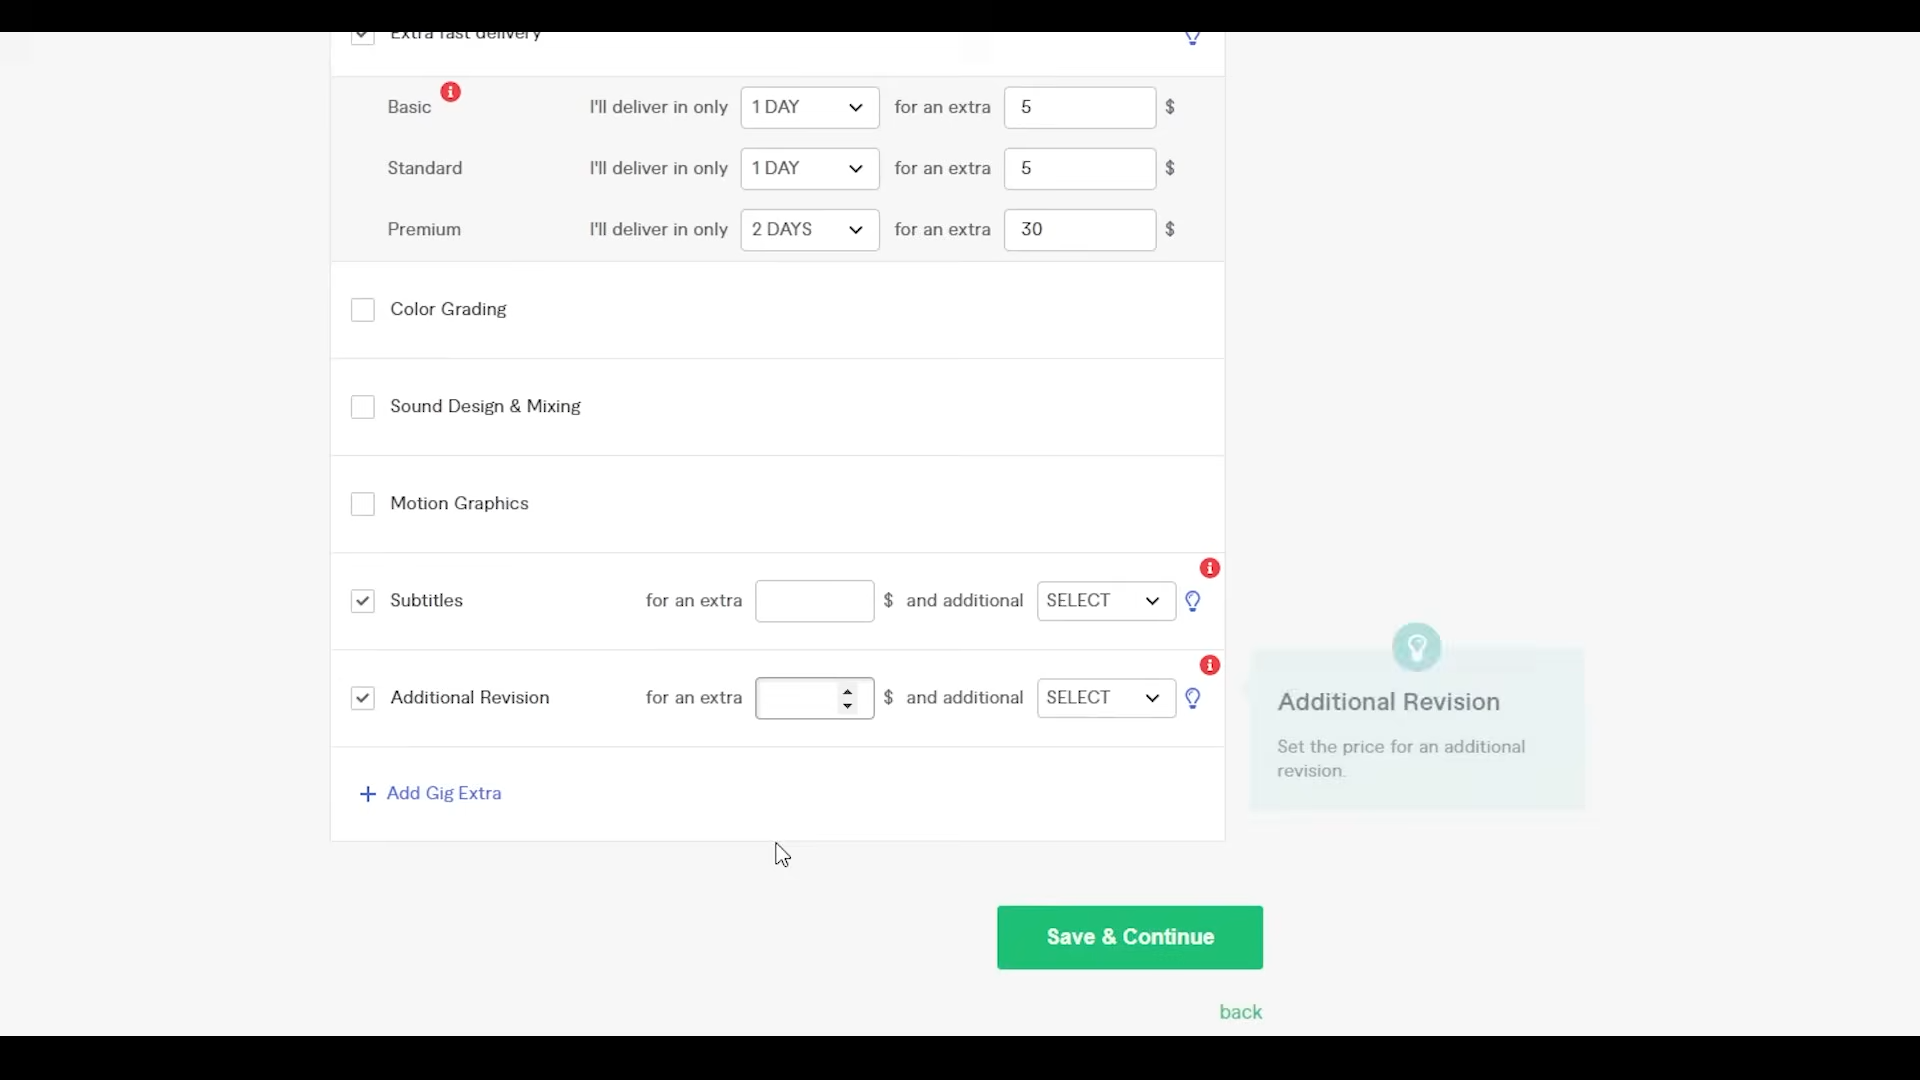 Extra fast delivery
Basic I'll deliver in only 1 DAY for an extra 5 $
Standard I'll deliver in only 1 DAY for an extra 5 $
Premium I'll deliver in only 2 DAYS for an extra 30 $
Color Grading
Sound Design & Mixing
Motion Graphics
Subtitles for an extra $ and additional SELECT
Additional Revision for an extra $ and additional SELECT
Additional Revision
Set the price for an additional
revision.
+ Add Gig Extra
Save & Continue
back